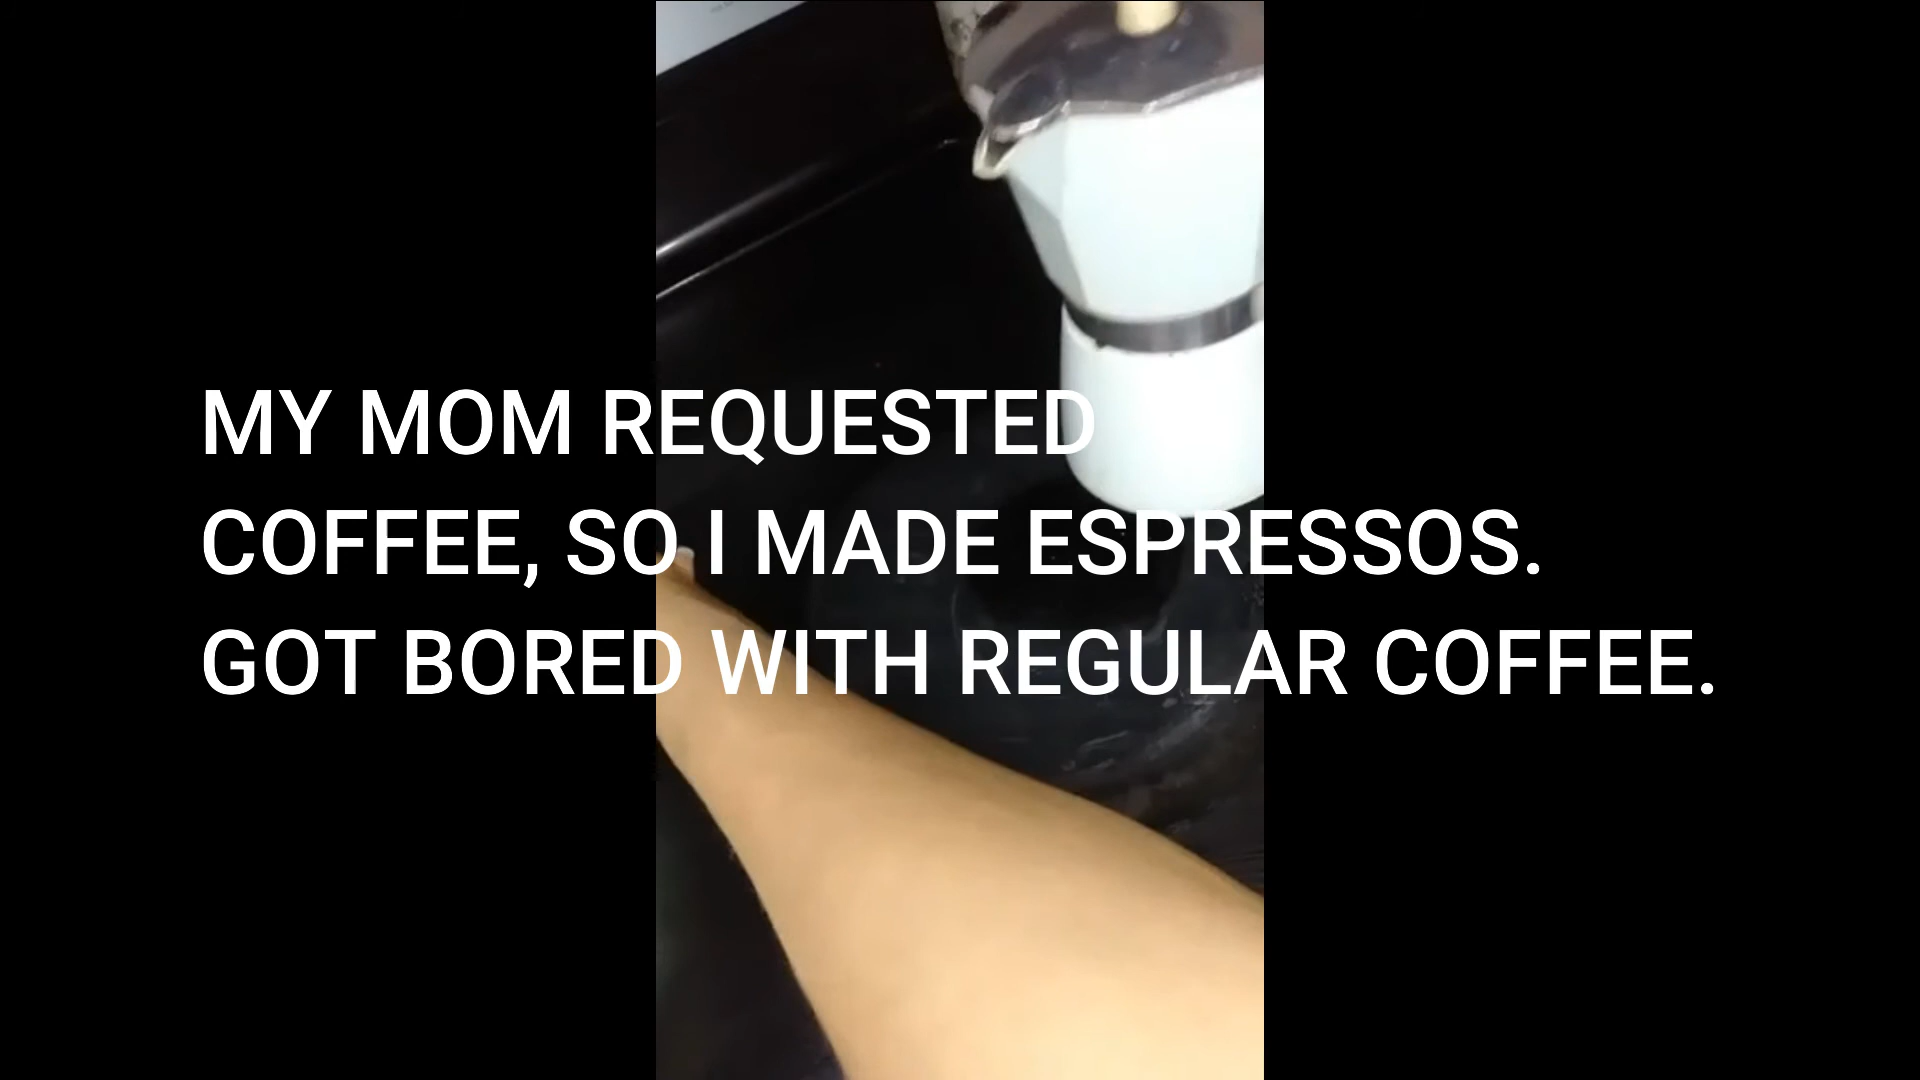 MY MOM REQUESTED
COFFEE, SO I MADE ESPRESSOS.
GOT BORED WITH REGULAR COFFEE.